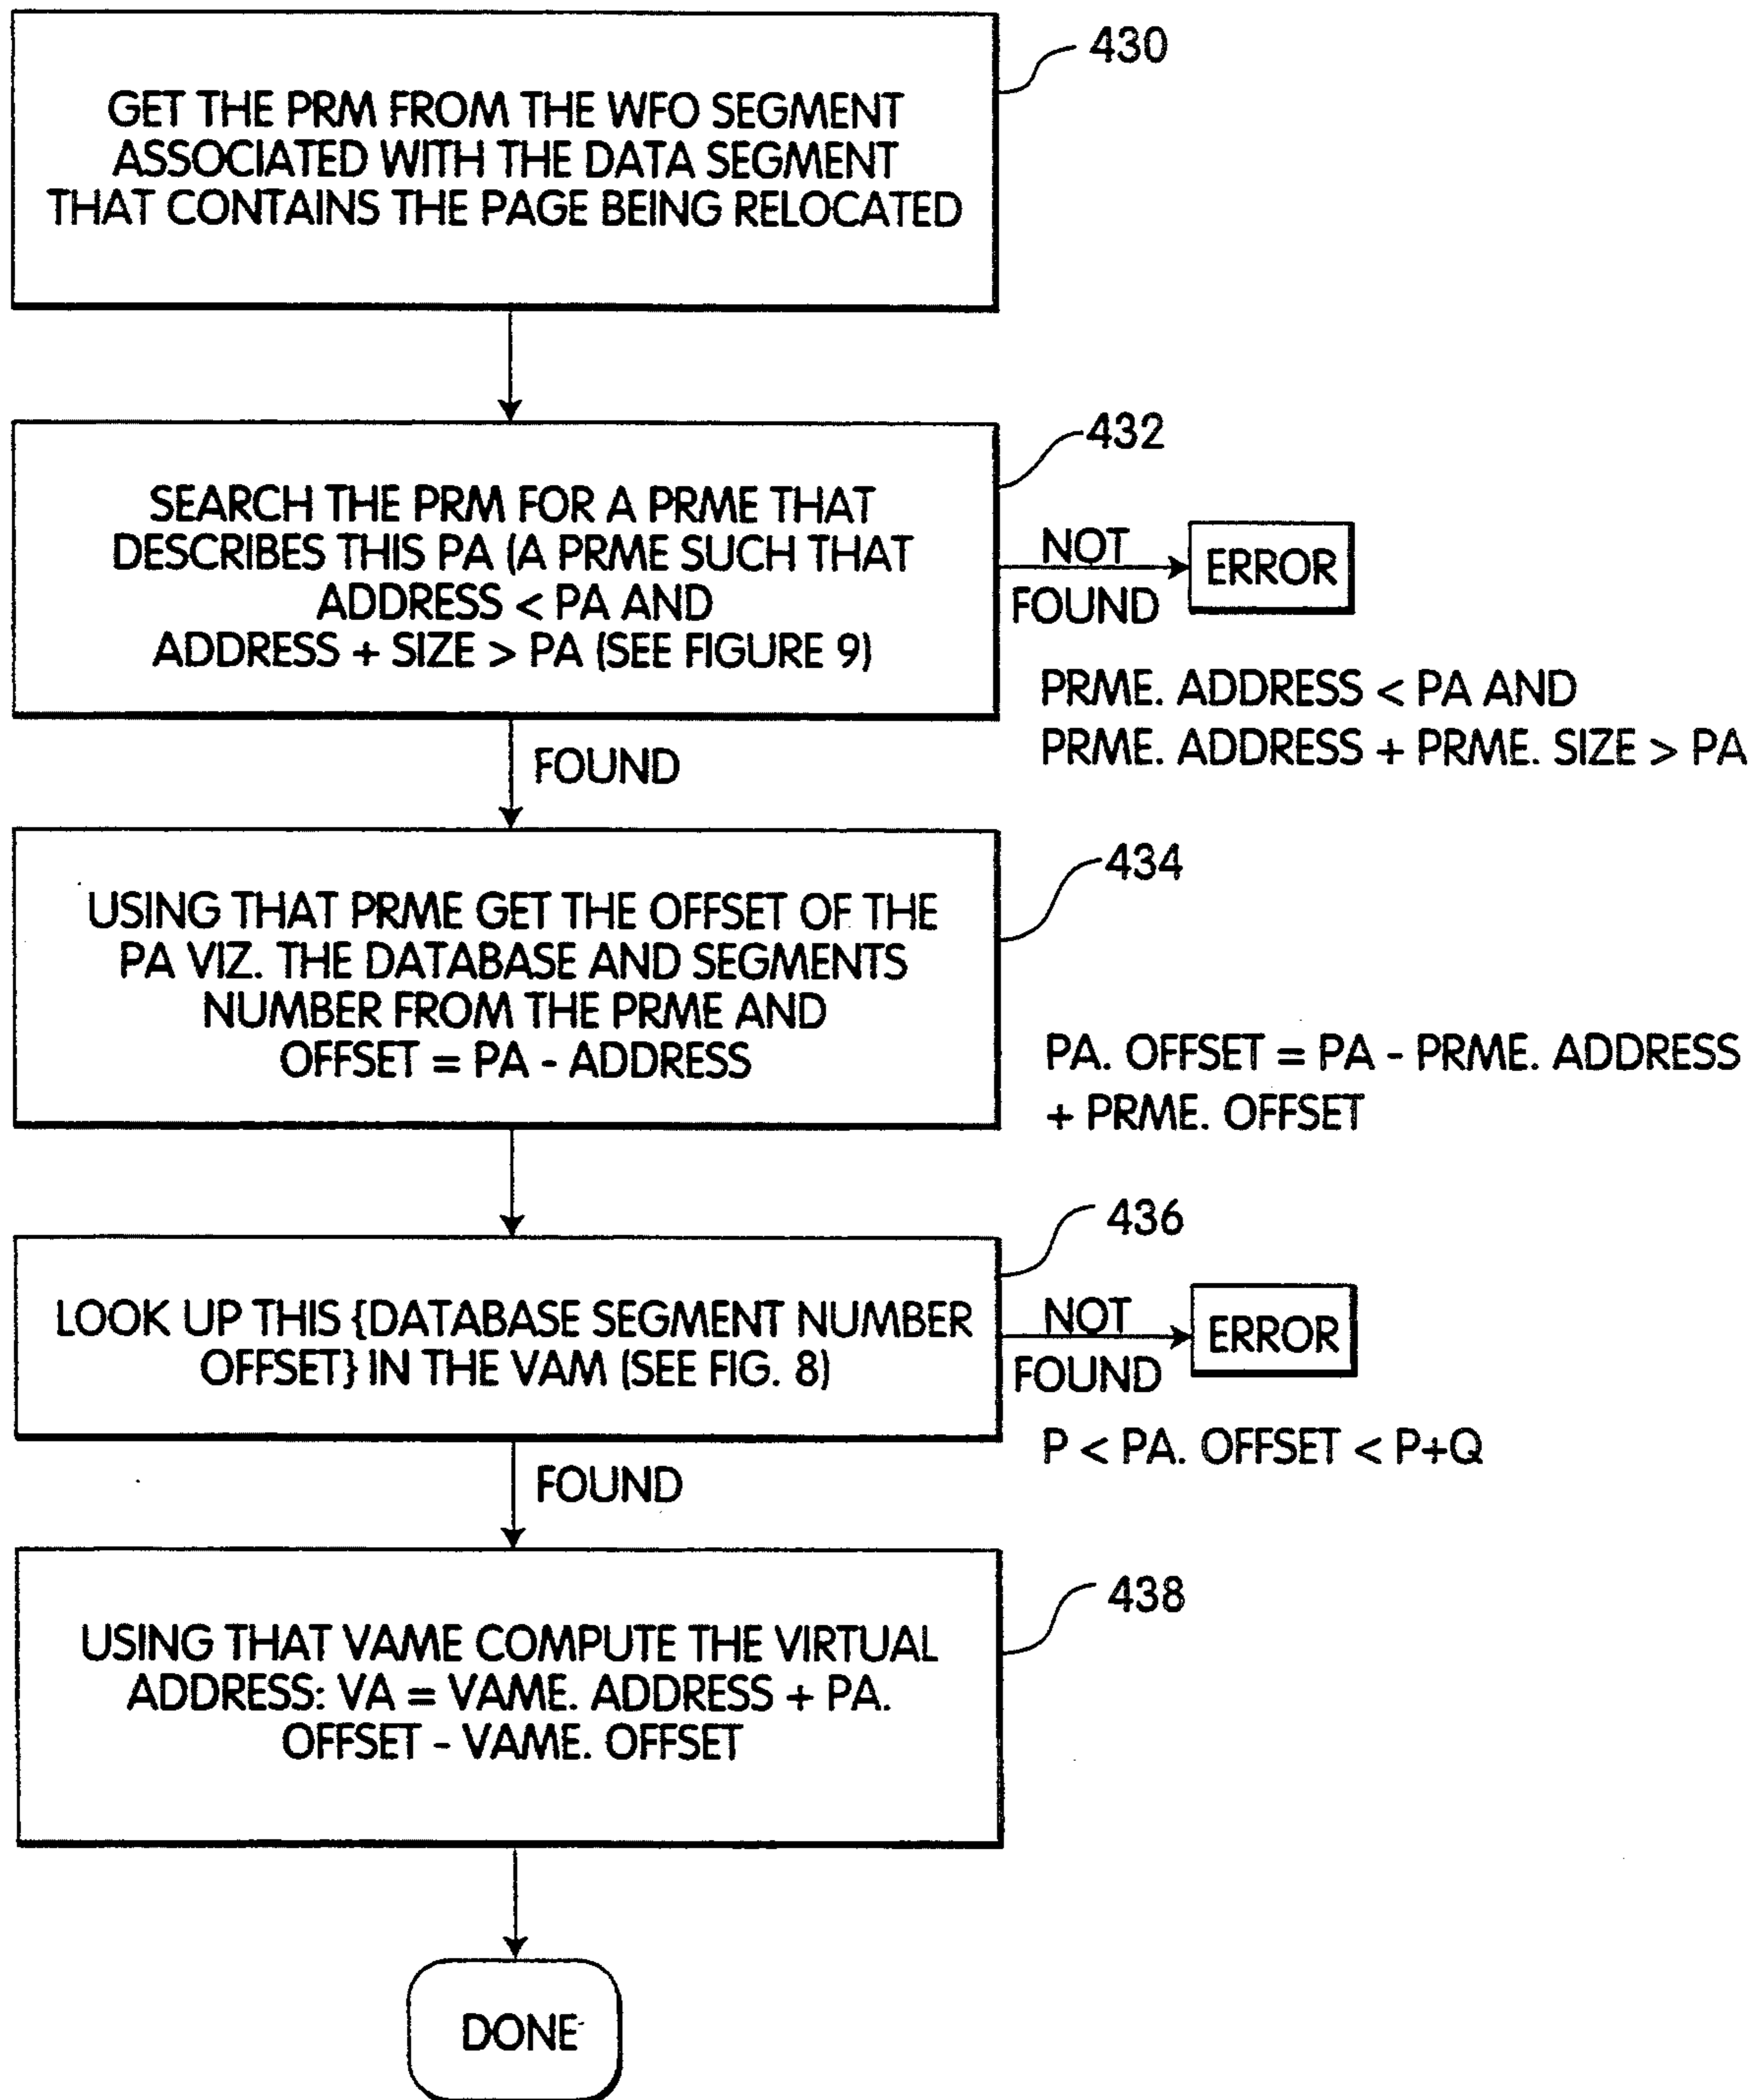 430
GET THE PRM FROM THE WFO SEGMENT
ASSOCIATED WITH THE DATA SEGMENT
THAT CONTAINS THE PAGE BEING RELOCATED
432
SEARCH THE PRM FOR A PRME THAT
DESCRIBES THIS PA (A PRME SUCH THAT
ADDRESS < PA AND
ADDRESS + SIZE > PA (SEE FIGURE 9)
NOT
FOUND
ERROR
PRME. ADDRESS < PA AND
PRME. ADDRESS + PRME. SIZE > PA
FOUND
434
USING THAT PRME GET THE OFFSET OF THE
PA VIZ. THE DATABASE AND SEGMENTS
NUMBER FROM THE PRME AND
OFFSET = PA - ADDRESS
PA. OFFSET = PA - PRME. ADDRESS
+ PRME. OFFSET
436
LOOK UP THIS {DATABASE SEGMENT NUMBER
OFFSET} IN THE VAM (SEE FIG. 8)
NOT
FOUND
ERROR
P < PA. OFFSET < P+Q
FOUND
438
USING THAT VAME COMPUTE THE VIRTUAL
ADDRESS: VA = VAME. ADDRESS + PA.
OFFSET - VAME. OFFSET
DONE